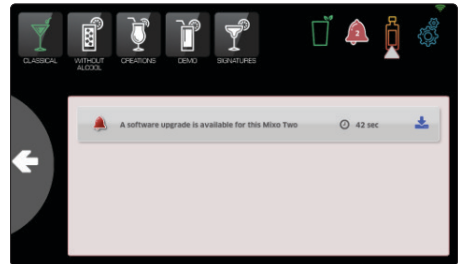 CLASSICAL
WITHOUT ALCOOL
CREATIONS
DEMO
SIGNATURES
2
A software upgrade is available for this Mixo Two
42 sec